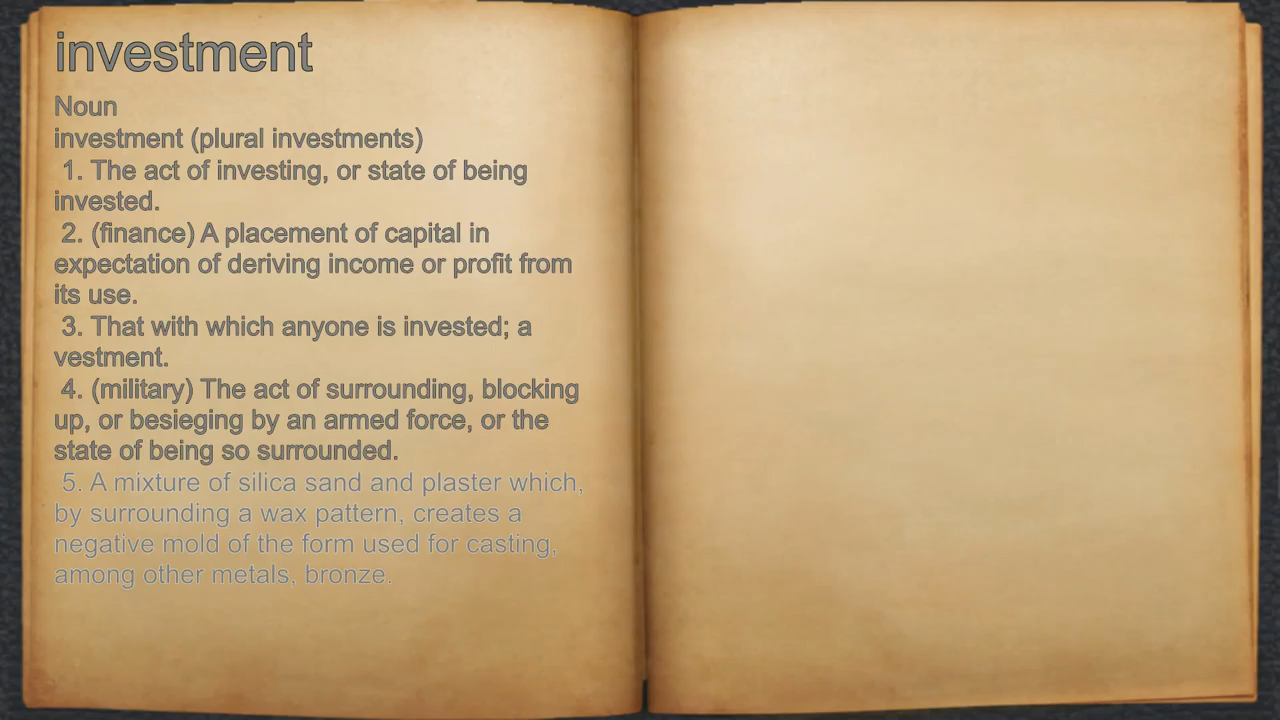 investment
Noun
investment (plural investments)
1. The act of investing, or state of being
invested.
2. (finance) A placement of capital in
expectation of deriving income or profit from
its use.
3. That with which anyone is invested; a
vestment.
4. (military) The act of surrounding, blocking
up, or besieging by an armed force, or the
state of being so surrounded.
5. A mixture of silica sand and plaster which,
by surrounding a wax pattern, creates a
negative mold of the form used for casting,
among other metals, bronze.